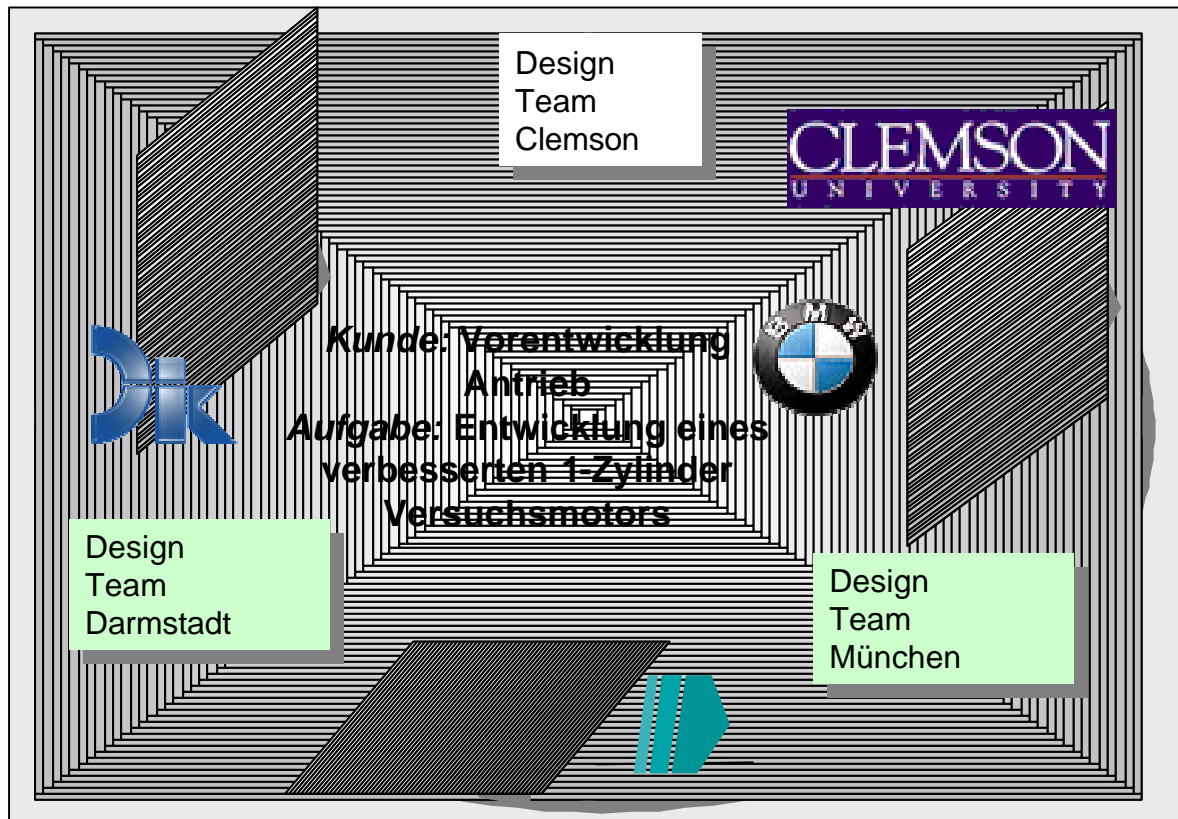 Design
Team
Clemson
CLEMSON
UNIVERSITY
BMW
Dik
Kunde: Vorentwicklung
Antrieb
Aufgabe: Entwicklung eines
verbesserten 1-Zylinder
Versuchsmotors
Design
Team
Darmstadt
Design
Team
München